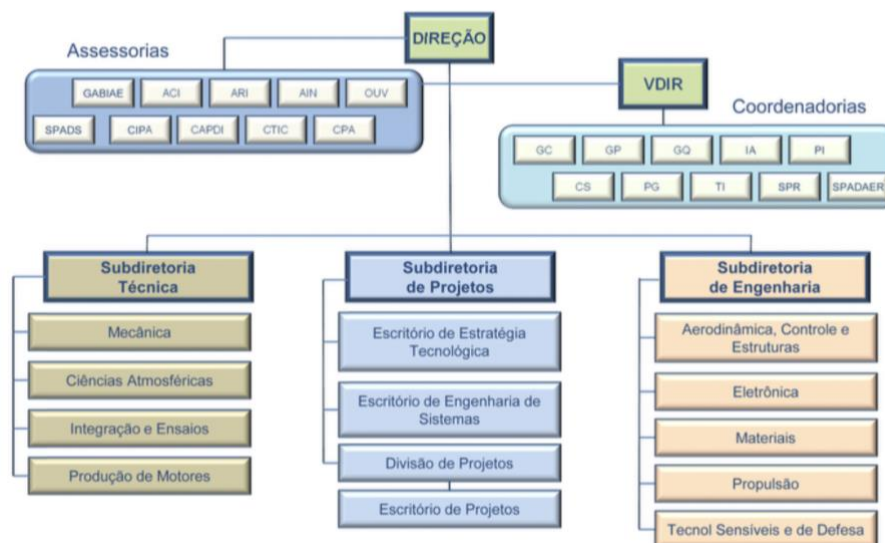 DIREÇÃO
Assessorias
GABIAE ACI ARI AIN OUV
SPADS CIPA CAPDI CTIC CPA
VDIR
Coordenadorias
GC GP GQ IA PI
CS PG TI SPR SPADAER
Subdiretoria
Técnica
Mecânica
Ciências Atmosféricas
Integração e Ensaios
Produção de Motores
Subdiretoria
de Projetos
Escritório de Estratégia
Tecnológica
Escritório de Engenharia de
Sistemas
Divisão de Projetos
Escritório de Projetos
Subdiretoria
de Engenharia
Aerodinâmica, Controle e
Estruturas
Eletrônica
Materiais
Propulsão
Tecnol Sensíveis e de Defesa